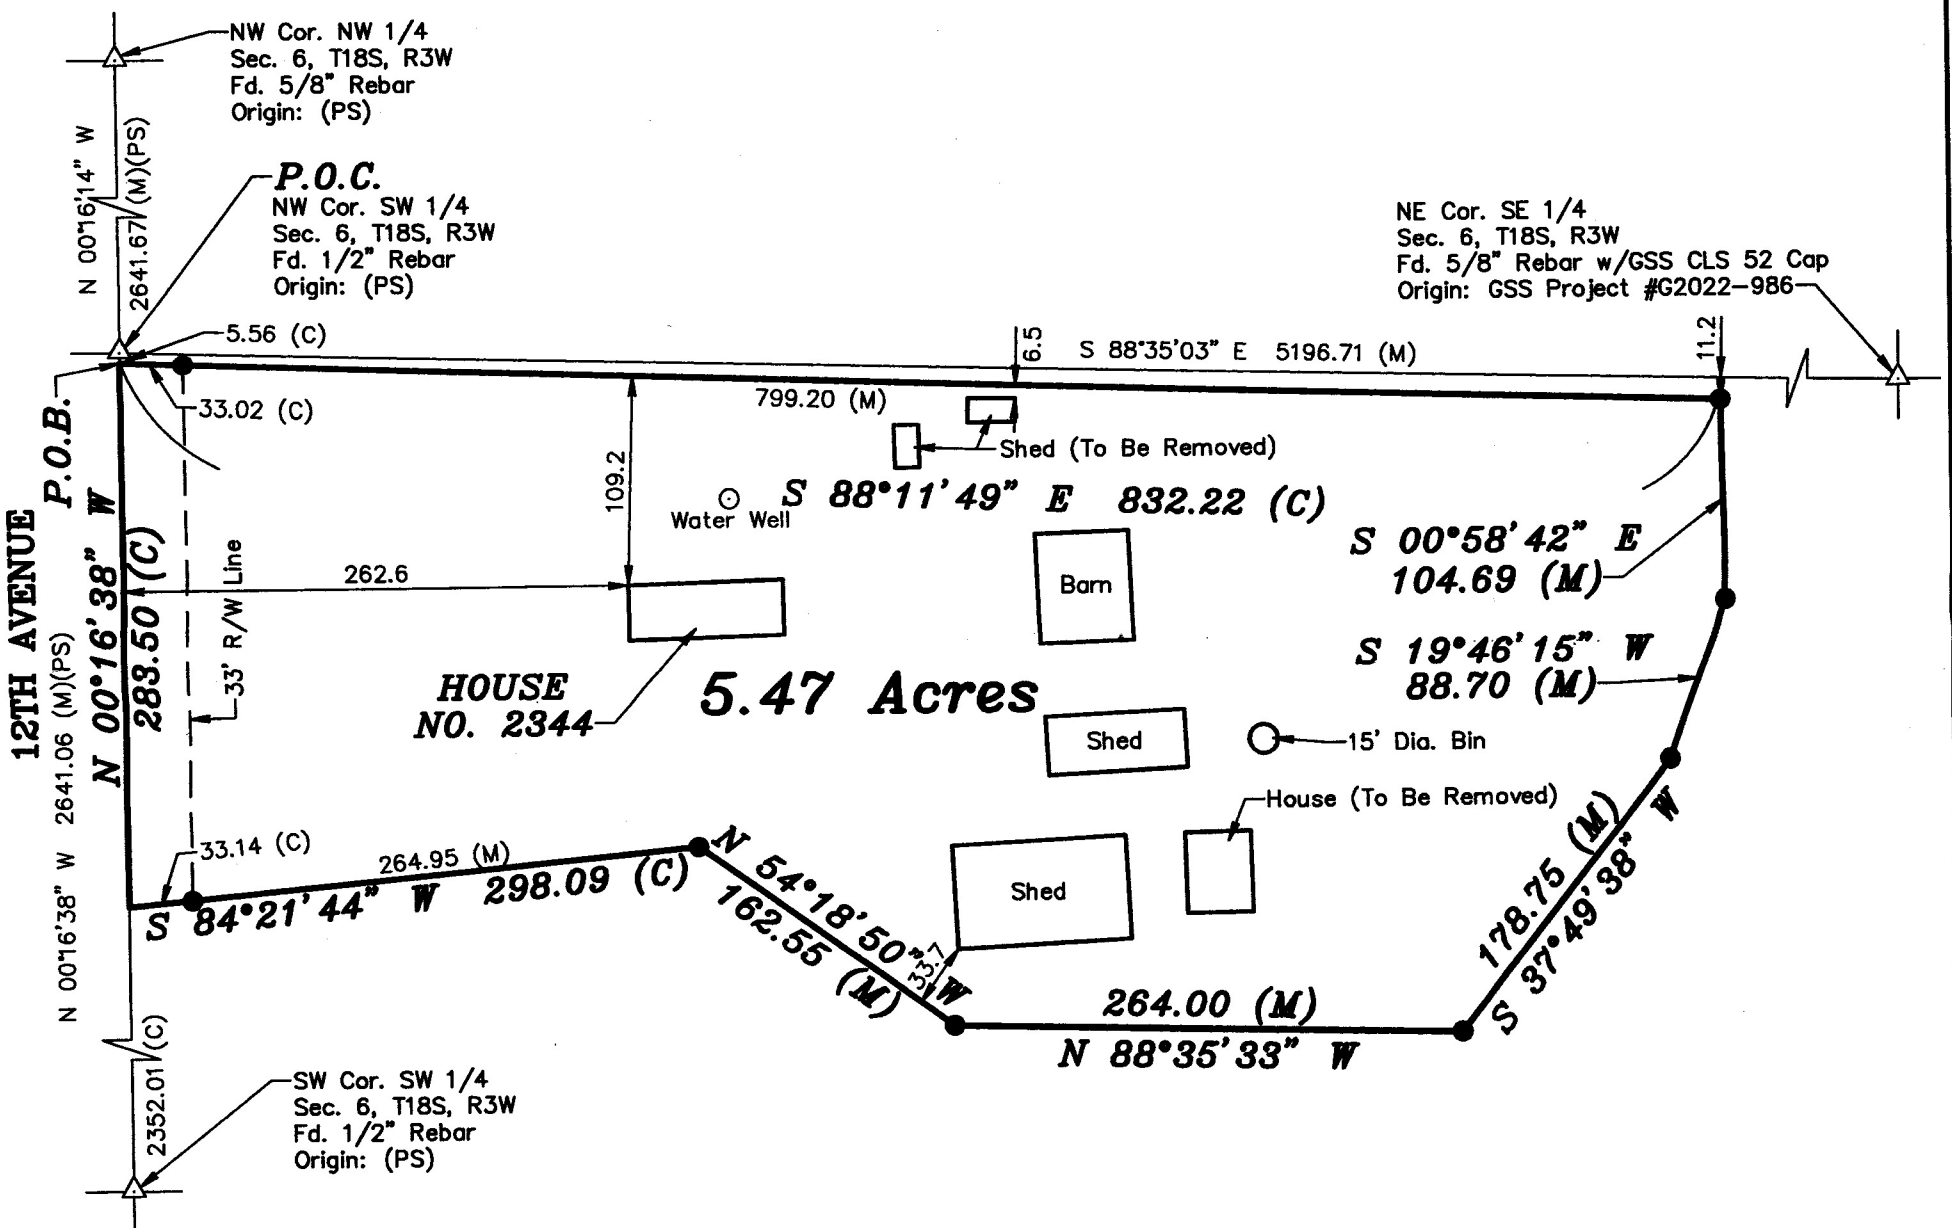 NW Cor. NW 1/4
Sec. 6, T18S, R3W
Fd. 5/8" Rebar
Origin: (PS)
N 00°16'14" W
2641.67 (M)(PS)
P.O.C.
NW Cor. SW 1/4
Sec. 6, T18S, R3W
Fd. 1/2" Rebar
Origin: (PS)
NE Cor. SE 1/4
Sec. 6, T18S, R3W
Fd. 5/8" Rebar w/GSS CLS 52 Cap
Origin: GSS Project #G2022-986
5.56 (C)
6.5
S 88°35'03" E 5196.71 (M)
11.2
P.O.B.
33.02 (C)
799.20 (M)
Shed (To Be Removed)
109.2
Water Well
S 88°11'49" E 832.22 (C)
12TH AVENUE
N 00°16'38" W 2641.06 (M)(PS)
N 00°16'38" W
283.50 (C)
33' R/W Line
262.6
Barn
S 00°58'42" E
104.69 (M)
S 19°46'15" W
88.70 (M)
HOUSE
NO. 2344
5.47 Acres
Shed
15' Dia. Bin
House (To Be Removed)
33.14 (C)
264.95 (M)
S 84°21'44" W 298.09 (C)
N 54°18'50" W
162.55 (M)
33.7
Shed
178.75 (M)
S 37°49'38" W
264.00 (M)
N 88°35'33" W
2352.01 (C)
SW Cor. SW 1/4
Sec. 6, T18S, R3W
Fd. 1/2" Rebar
Origin: (PS)